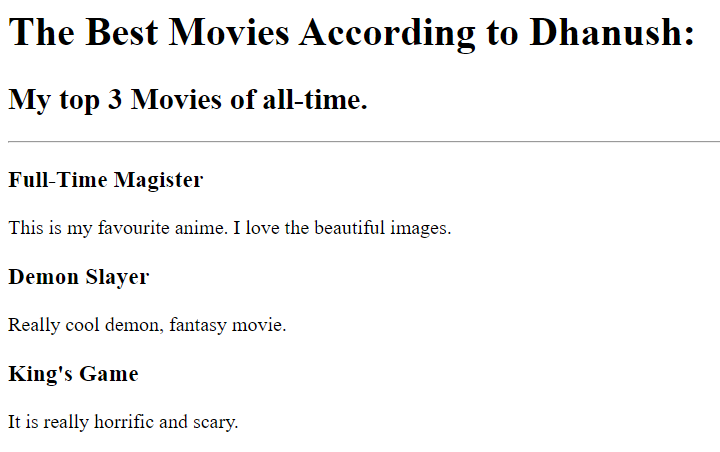 The Best Movies According to Dhanush:
My top 3 Movies of all-time.
Full-Time Magister
This is my favourite anime. I love the beautiful images.
Demon Slayer
Really cool demon, fantasy movie.
King's Game
It is really horrific and scary.